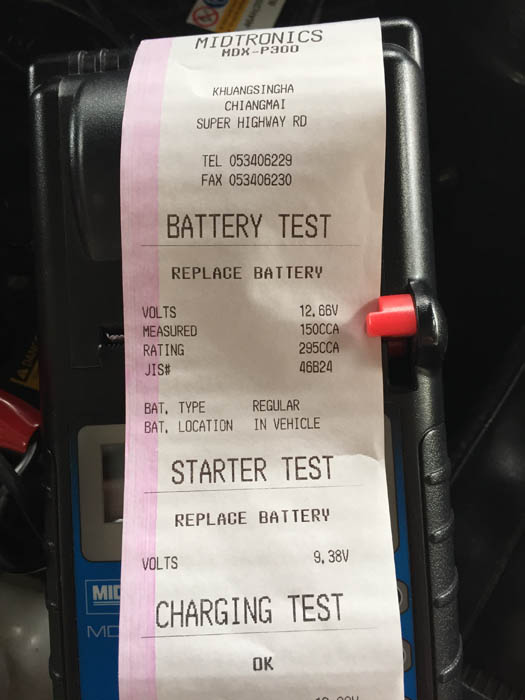 MIDTRONICS
MDX-P300
KHUANGSINGHA
CHIANGMAI
SUPER HIGHWAY RD
TEL 053406229
FAX 053406230
BATTERY TEST
REPLACE BATTERY
VOLTS 12.66V
MEASURED 150CCA
RATING 295CCA
JIS# 46B24
BAT. TYPE REGULAR
BAT. LOCATION IN VEHICLE
STARTER TEST
REPLACE BATTERY
VOLTS 9.38V
CHARGING TEST
OK